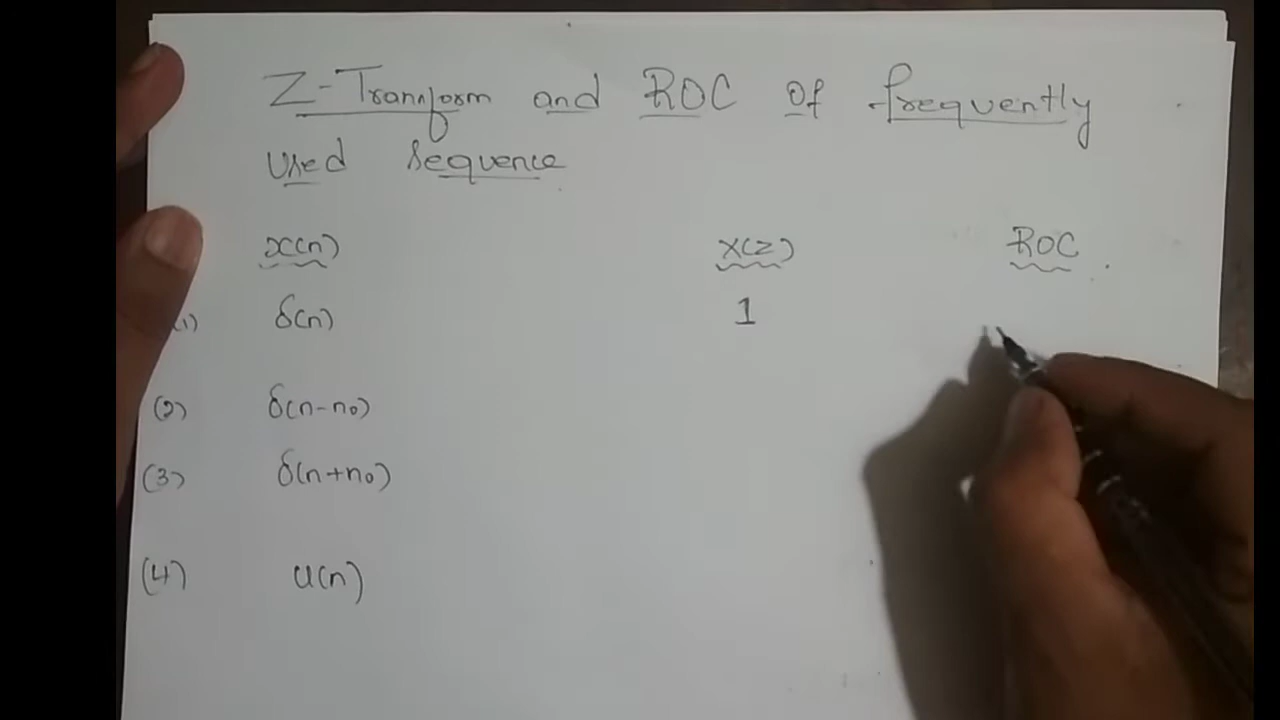 Z-Transform and ROC of frequently
used sequence
x(n) X(z) ROC
(1) δ(n) 1
(2) δ(n-n₀)
(3) δ(n+n₀)
(4) u(n)